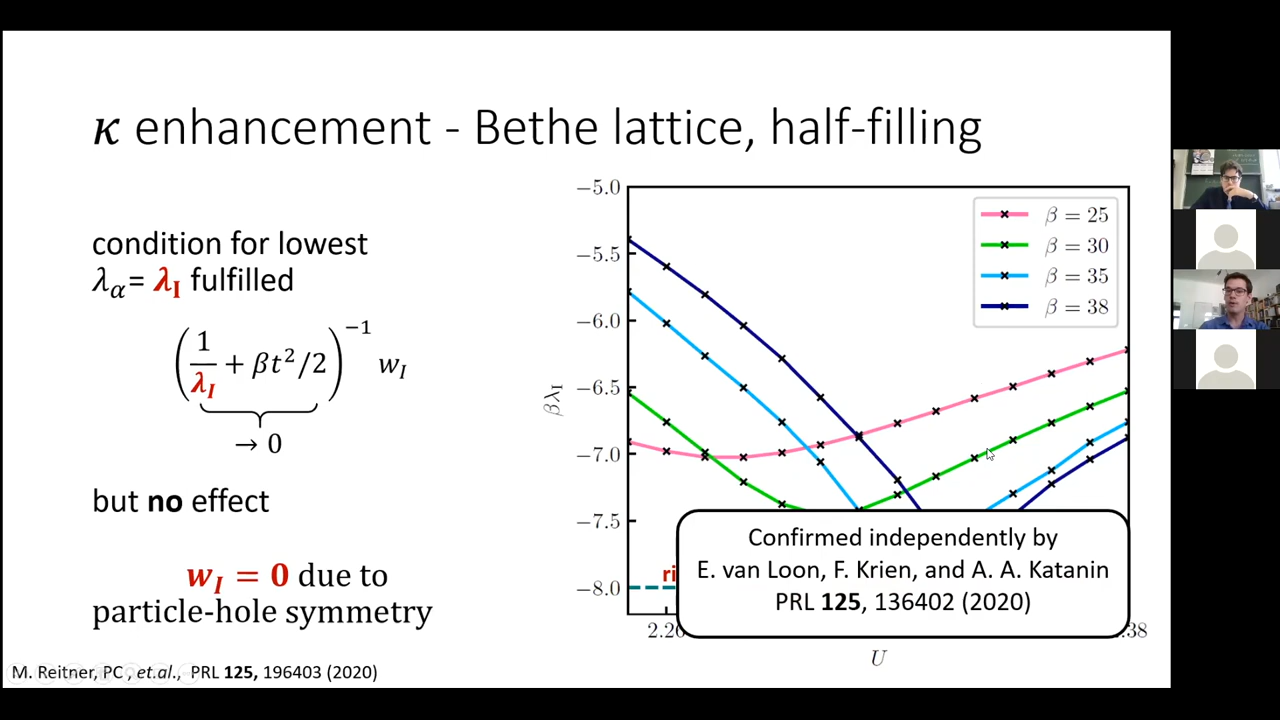 κ enhancement - Bethe lattice, half-filling
condition for lowest
λα= λI fulfilled
(1/λI + βt²/2)⁻¹ wI
→ 0
but no effect
wI = 0 due to
particle-hole symmetry
M. Reitner, PC, et.al., PRL 125, 196403 (2020)
−5.0
−5.5
−6.0
−6.5
−7.0
−7.5
−8.0
βλI
β = 25
β = 30
β = 35
β = 38
ri
Confirmed independently by
E. van Loon, F. Krien, and A. A. Katanin
PRL 125, 136402 (2020)
2.20
.38
U